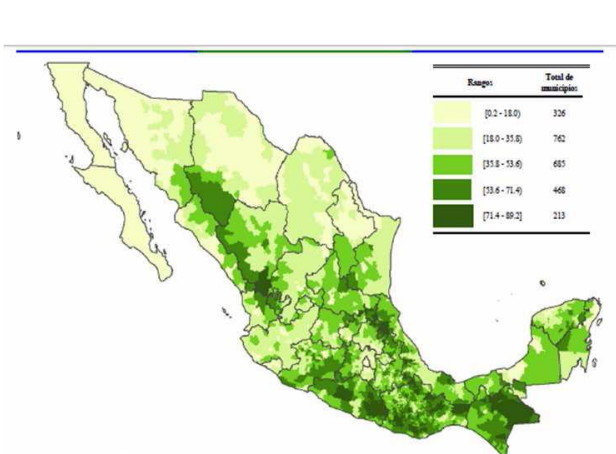 Rangos Total de municipios
[0.2 - 18.0) 326
[18.0 - 35.8) 762
[35.8 - 53.6) 685
[53.6 - 71.4) 468
[71.4 - 89.2] 213